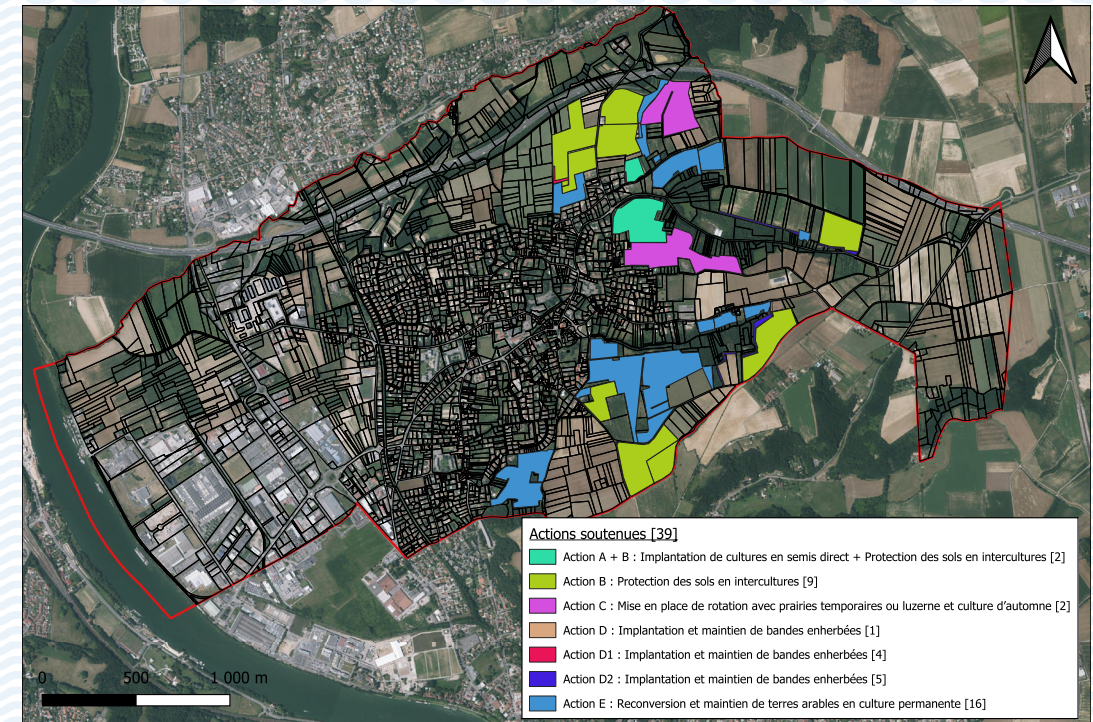 Actions soutenues [39]
Action A + B : Implantation de cultures en semis direct + Protection des sols en intercultures [2]
Action B : Protection des sols en intercultures [9]
Action C : Mise en place de rotation avec prairies temporaires ou luzerne et culture d'automne [2]
Action D : Implantation et maintien de bandes enherbées [1]
Action D1 : Implantation et maintien de bandes enherbées [4]
Action D2 : Implantation et maintien de bandes enherbées [5]
Action E : Reconversion et maintien de terres arables en culture permanente [16]
0 500 1 000 m